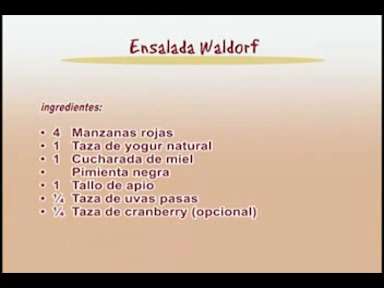 Ensalada Waldorf
ingredientes:
• 4 Manzanas rojas
• 1 Taza de yogur natural
• 1 Cucharada de miel
• Pimienta negra
• 1 Tallo de apio
• ¼ Taza de uvas pasas
• ¼ Taza de cranberry (opcional)